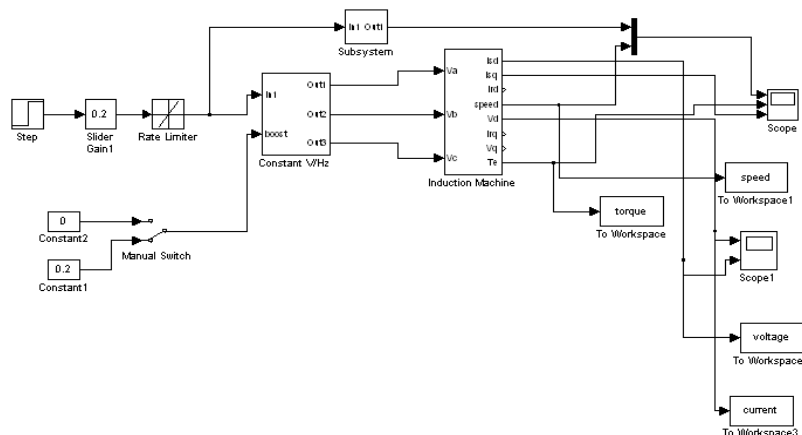 In1 Out1
Subsystem
Step
0.2
Slider
Gain1
Rate Limiter
In1
boost
Out1
Out2
Out3
Constant V/Hz
Va
Vb
Vc
Isd
Isq
Ird
speed
Vd
Irq
Vq
Te
Induction Machine
Scope
speed
To Workspace1
torque
To Workspace
0
Constant2
Manual Switch
0.2
Constant1
Scope1
voltage
To Workspace
current
To Workspace3